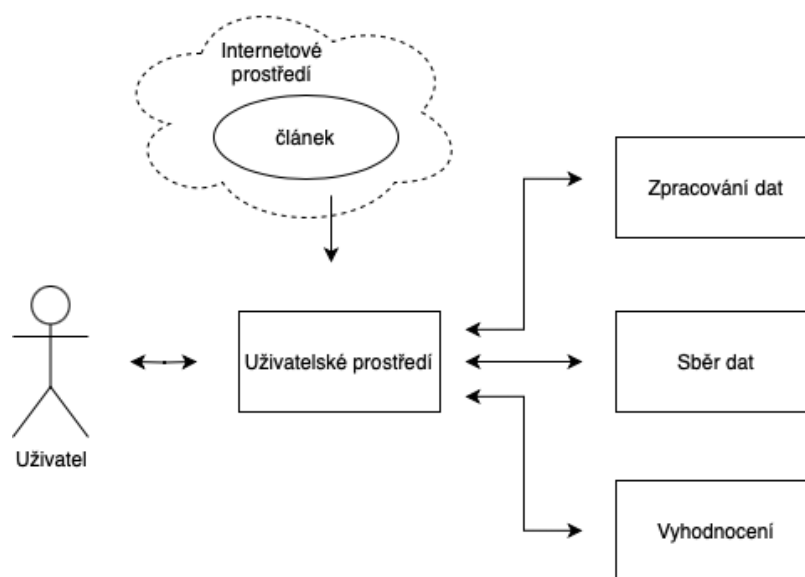 Internetové
prostředí
článek
Zpracování dat
Uživatelské prostředí
Sběr dat
Uživatel
Vyhodnocení